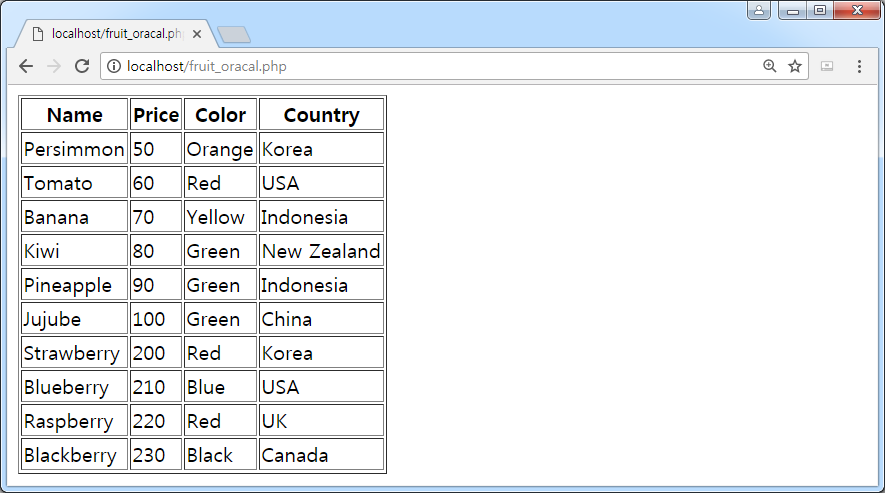 localhost/fruit_oracal.ph
localhost/fruit_oracal.php
Name Price Color Country
Persimmon 50 Orange Korea
Tomato 60 Red USA
Banana 70 Yellow Indonesia
Kiwi 80 Green New Zealand
Pineapple 90 Green Indonesia
Jujube 100 Green China
Strawberry 200 Red Korea
Blueberry 210 Blue USA
Raspberry 220 Red UK
Blackberry 230 Black Canada